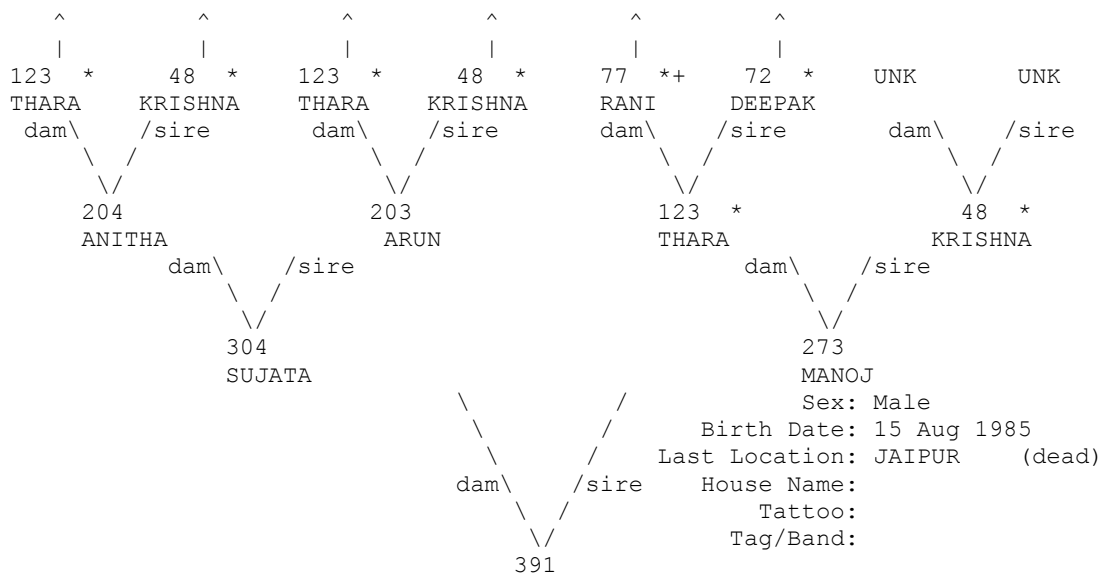 ^ ^ ^ ^ ^ ^
| | | | | |
123 * 48 * 123 * 48 * 77 *+ 72 * UNK UNK
THARA KRISHNA THARA KRISHNA RANI DEEPAK
dam\ /sire dam\ /sire dam\ /sire dam\ /sire
\ / \ / \ / \ /
\/ \/ \/ \/
204 203 123 * 48 *
ANITHA ARUN THARA KRISHNA
dam\ /sire dam\ /sire
\ / \ /
\/ \/
304 273
SUJATA MANOJ
\ / Sex: Male
\ / Birth Date: 15 Aug 1985
\ / Last Location: JAIPUR (dead)
dam\ /sire House Name:
\ / Tattoo:
\/ Tag/Band:
391